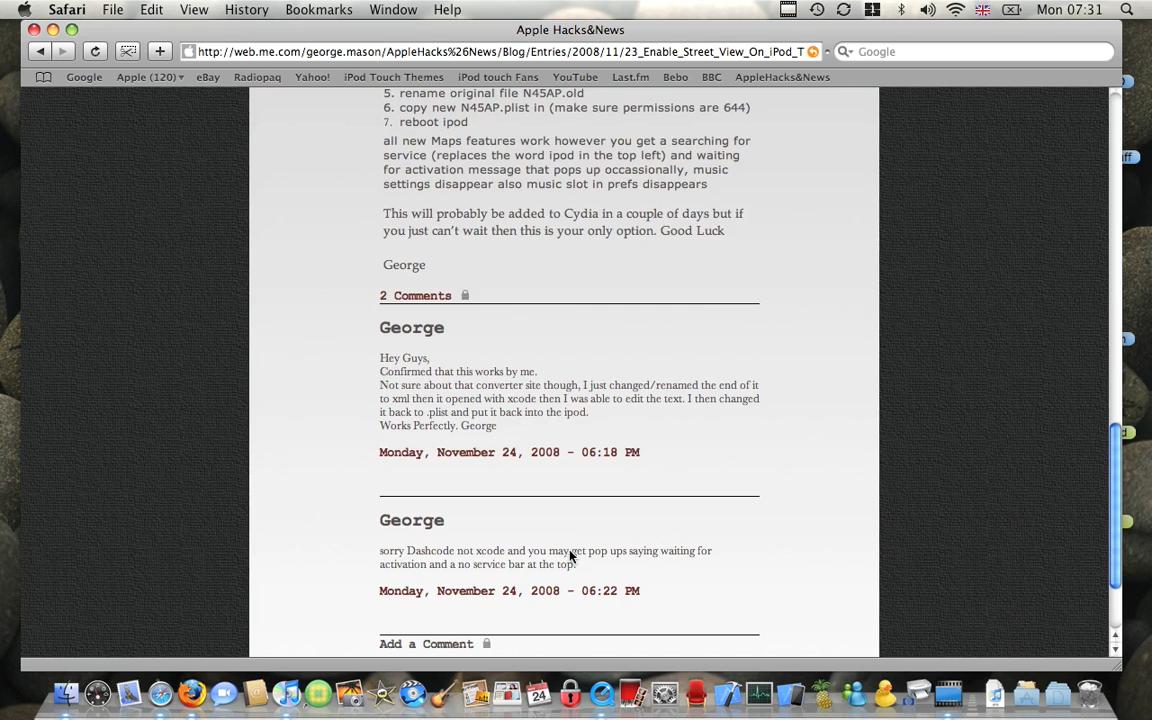 Safari File Edit View History Bookmarks Window Help Mon 07:31
Apple Hacks&News
http://web.me.com/george.mason/AppleHacks%26News/Blog/Entries/2008/11/23_Enable_Street_View_On_iPod_T
Google
Google Apple (120) eBay Radiopaq Yahoo! iPod Touch Themes iPod touch Fans YouTube Last.fm Bebo BBC AppleHacks&News
5. rename original file N45AP.old
6. copy new N45AP.plist in (make sure permissions are 644)
7. reboot ipod
all new Maps features work however you get a searching for
service (replaces the word ipod in the top left) and waiting
for activation message that pops up occassionally, music
settings disappear also music slot in prefs disappears
This will probably be added to Cydia in a couple of days but if
you just can't wait then this is your only option. Good Luck
George
2 Comments
George
Hey Guys,
Confirmed that this works by me.
Not sure about that converter site though, I just changed/renamed the end of it
to xml then it opened with xcode then I was able to edit the text. I then changed
it back to .plist and put it back into the ipod.
Works Perfectly. George
Monday, November 24, 2008 - 06:18 PM
George
sorry Dashcode not xcode and you may get pop ups saying waiting for
activation and a no service bar at the top.
Monday, November 24, 2008 - 06:22 PM
Add a Comment
24